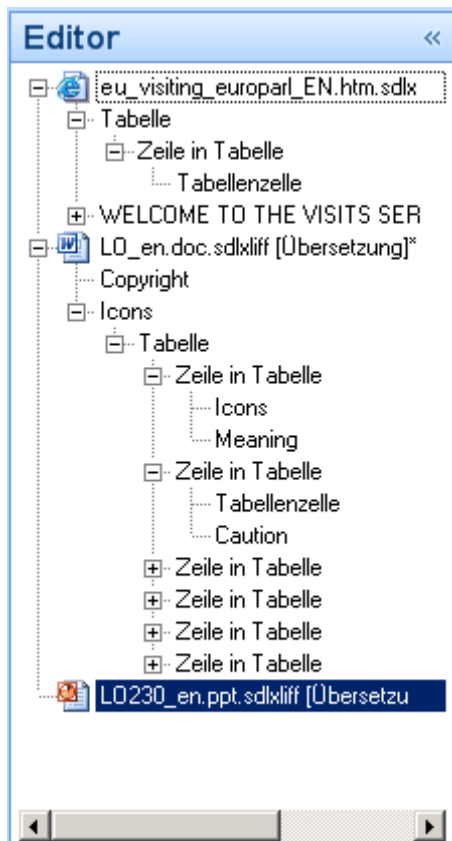 Editor
eu_visiting_europarl_EN.htm.sdlx
Tabelle
Zeile in Tabelle
Tabellenzelle
WELCOME TO THE VISITS SER
LO_en.doc.sdlxliff [Übersetzung]*
Copyright
Icons
Tabelle
Zeile in Tabelle
Icons
Meaning
Zeile in Tabelle
Tabellenzelle
Caution
Zeile in Tabelle
Zeile in Tabelle
Zeile in Tabelle
Zeile in Tabelle
LO230_en.ppt.sdlxliff [Übersetzu